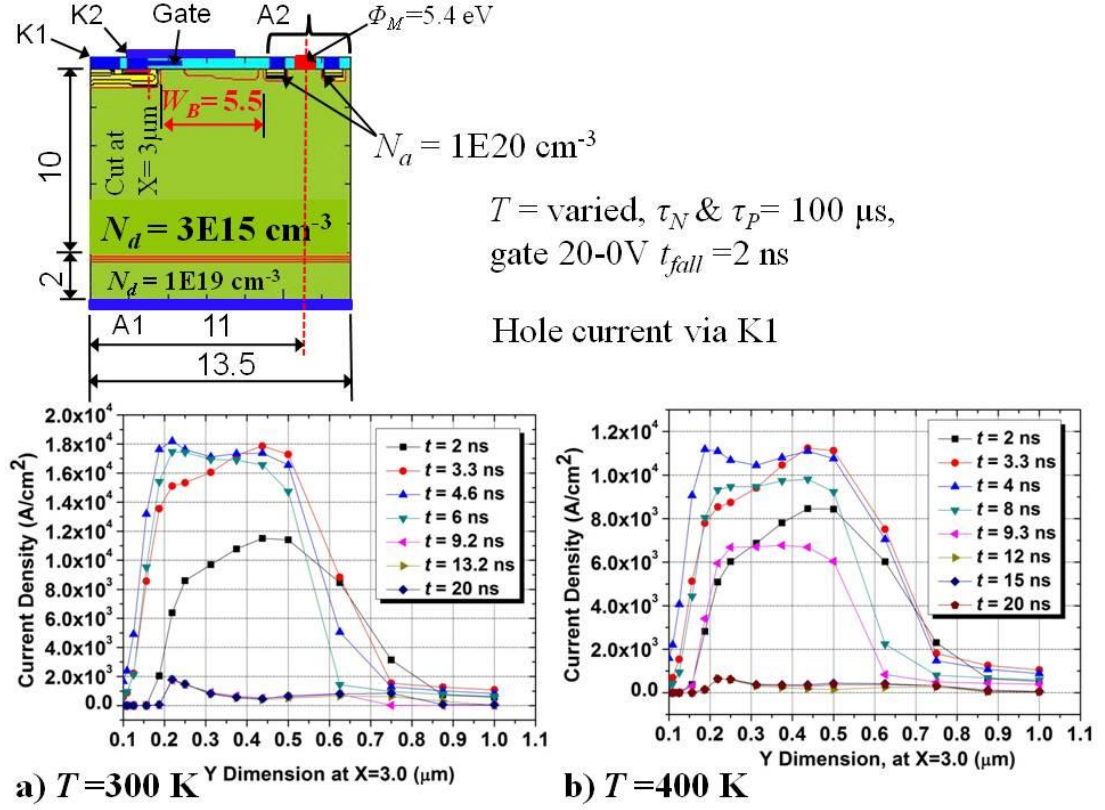 K1
K2
Gate
A2
Φ_M=5.4 eV
W_B= 5.5
Cut at
X= 3μm
10
N_a = 1E20 cm⁻³
N_d = 3E15 cm⁻³
2
N_d = 1E19 cm⁻³
A1
11
13.5
T = varied, τ_N & τ_P= 100 μs,
gate 20-0V t_fall =2 ns
Hole current via K1
Current Density (A/cm²)
2.0x10⁴
1.8x10⁴
1.6x10⁴
1.4x10⁴
1.2x10⁴
1.0x10⁴
8.0x10³
6.0x10³
4.0x10³
2.0x10³
0.0
t = 2 ns
t = 3.3 ns
t = 4.6 ns
t = 6 ns
t = 9.2 ns
t = 13.2 ns
t = 20 ns
0.1 0.2 0.3 0.4 0.5 0.6 0.7 0.8 0.9 1.0 1.1
Y Dimension at X=3.0 (μm)
a) T =300 K
Current Density (A/cm²)
1.2x10⁴
1.0x10⁴
8.0x10³
6.0x10³
4.0x10³
2.0x10³
0.0
t = 2 ns
t = 3.3 ns
t = 4 ns
t = 8 ns
t = 9.3 ns
t = 12 ns
t = 15 ns
t = 20 ns
0.1 0.2 0.3 0.4 0.5 0.6 0.7 0.8 0.9 1.0 1.1
Y Dimension, at X=3.0 (μm)
b) T =400 K